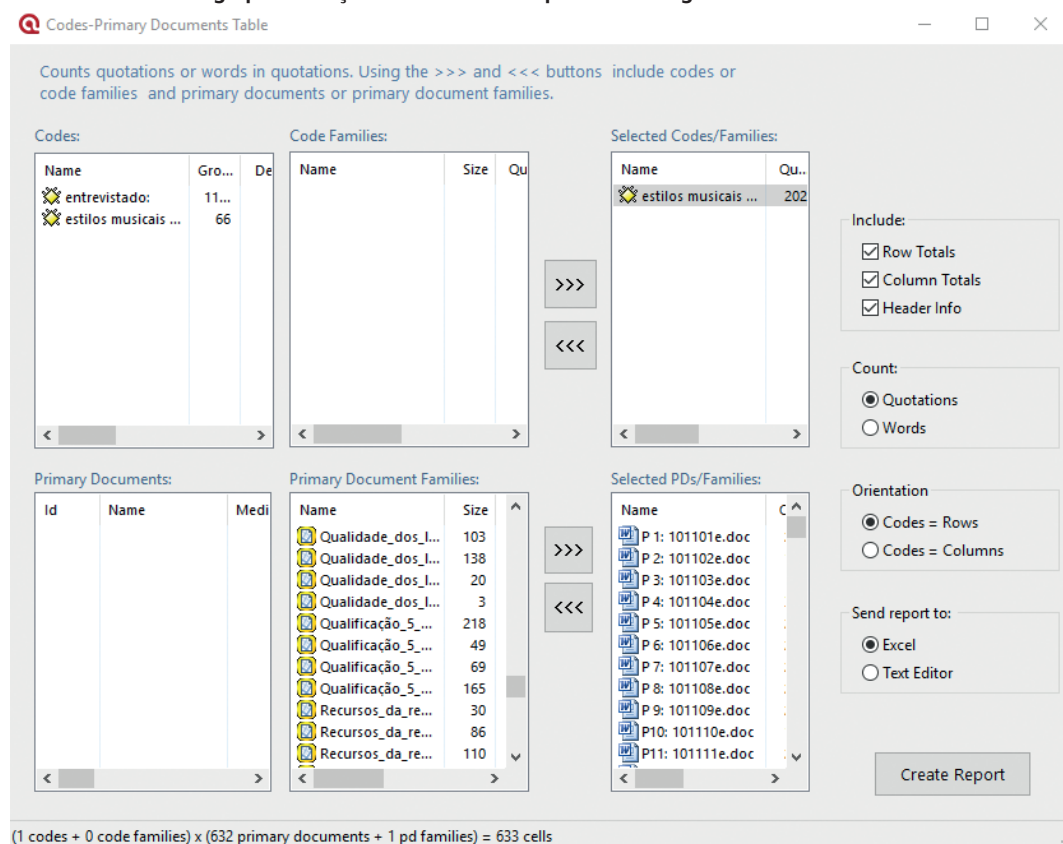 Codes-Primary Documents Table
Counts quotations or words in quotations. Using the >>> and <<< buttons include codes or
code families and primary documents or primary document families.
Codes:
Name Gro... De
entrevistado: 11...
estilos musicais ... 66
Code Families:
Name Size Qu
>>>
<<<
Selected Codes/Families:
Name Qu..
estilos musicais ... 202
Include:
Row Totals
Column Totals
Header Info
Count:
Quotations
Words
Primary Documents:
Id Name Medi
Primary Document Families:
Name Size
Qualidade_dos_I... 103
Qualidade_dos_I... 138
Qualidade_dos_I... 20
Qualidade_dos_I... 3
Qualificação_5_... 218
Qualificação_5_... 49
Qualificação_5_... 69
Qualificação_5_... 165
Recursos_da_re... 30
Recursos_da_re... 86
Recursos_da_re... 110
>>>
<<<
Selected PDs/Families:
Name
P 1: 101101e.doc
P 2: 101102e.doc
P 3: 101103e.doc
P 4: 101104e.doc
P 5: 101105e.doc
P 6: 101106e.doc
P 7: 101107e.doc
P 8: 101108e.doc
P 9: 101109e.doc
P10: 101110e.doc
P11: 101111e.doc
Orientation
Codes = Rows
Codes = Columns
Send report to:
Excel
Text Editor
Create Report
(1 codes + 0 code families) x (632 primary documents + 1 pd families) = 633 cells